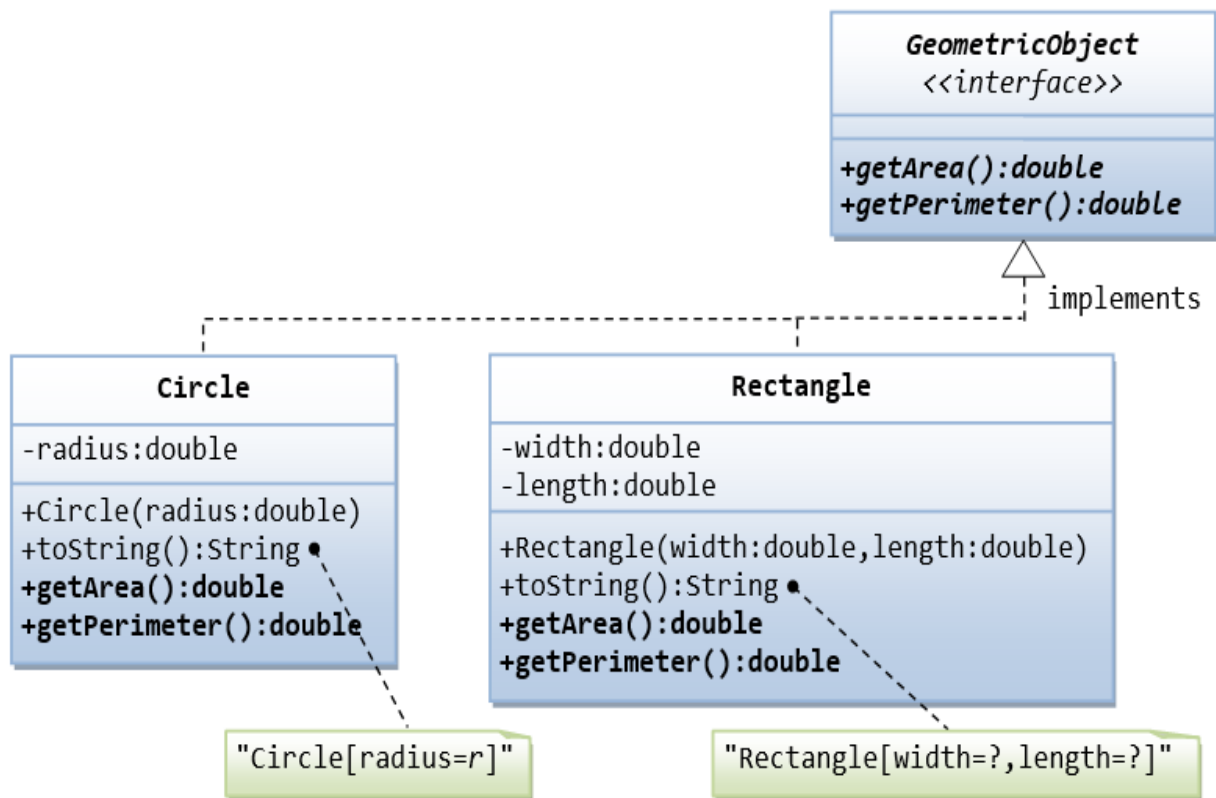 GeometricObject
<<interface>>
+getArea():double
+getPerimeter():double
implements
Circle
-radius:double
+Circle(radius:double)
+toString():String
+getArea():double
+getPerimeter():double
"Circle[radius=r]"
Rectangle
-width:double
-length:double
+Rectangle(width:double,length:double)
+toString():String
+getArea():double
+getPerimeter():double
"Rectangle[width=?,length=?]"